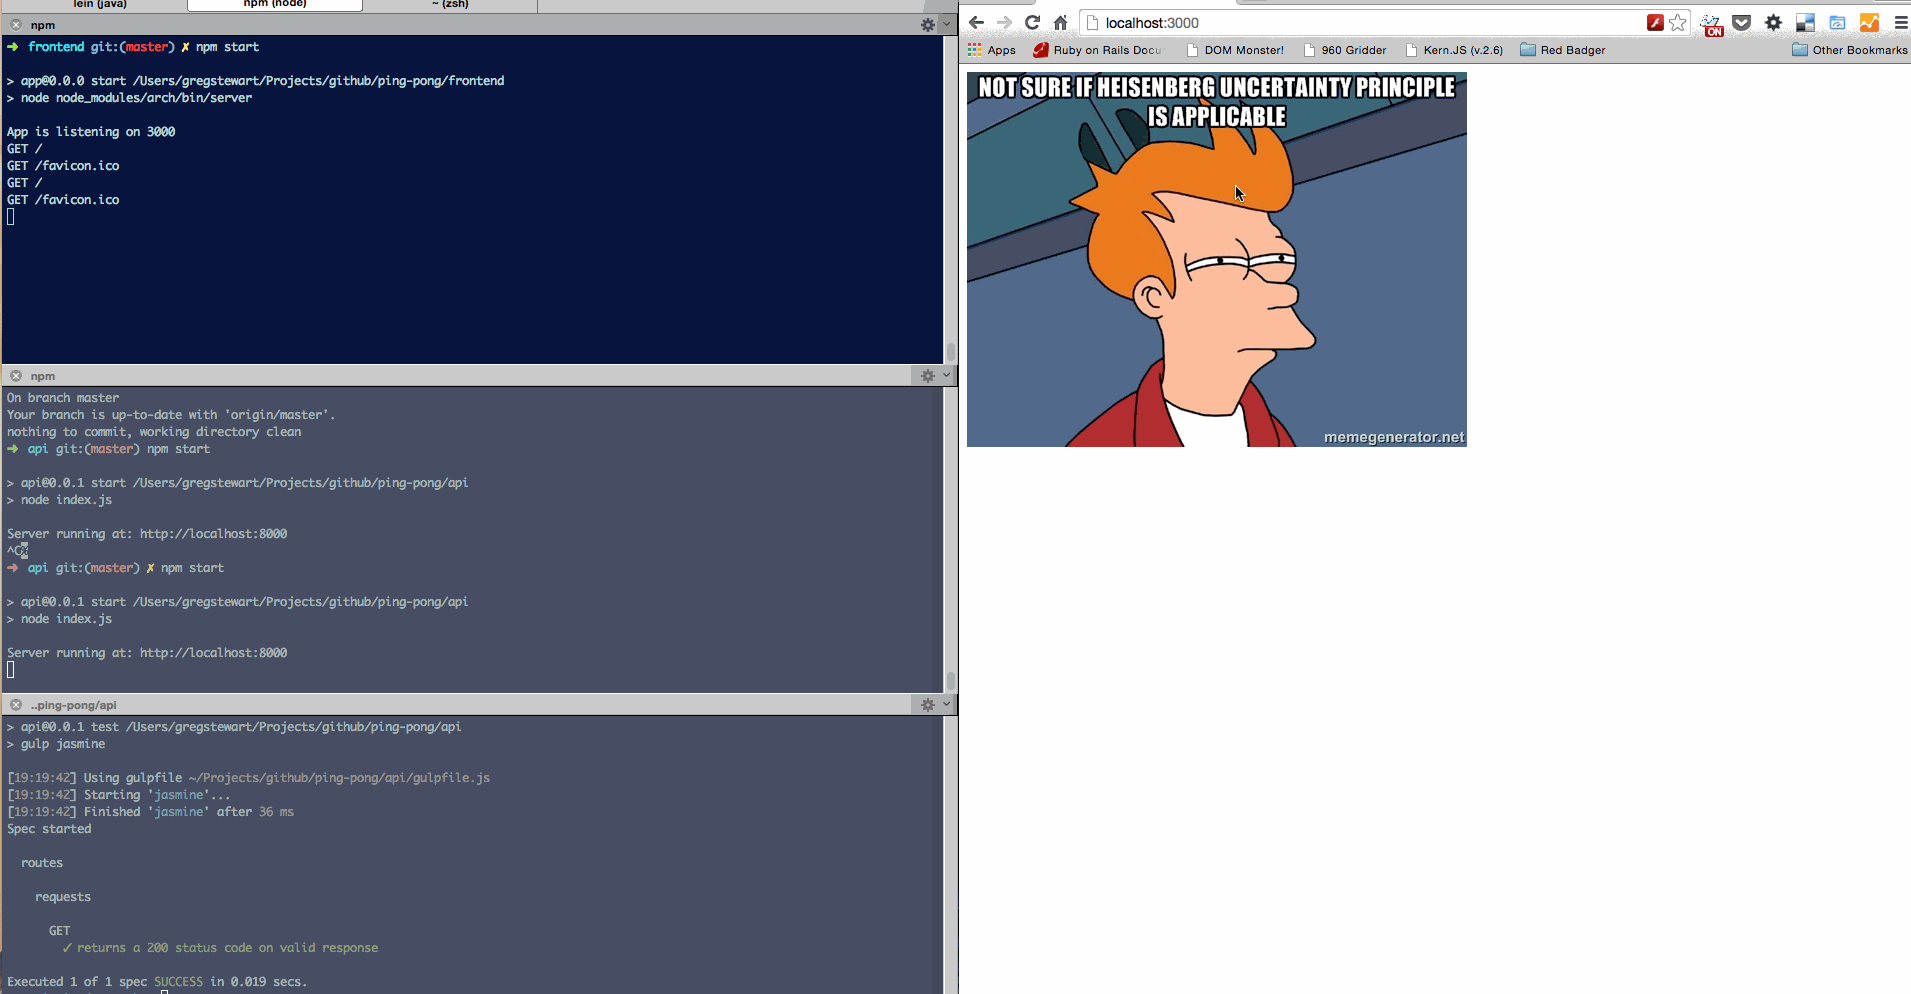 lein (java)
npm (node)
~ (zsh)
npm
➜ frontend git:(master) ✗ npm start
> app@0.0.0 start /Users/gregstewart/Projects/github/ping-pong/frontend
> node node_modules/arch/bin/server
App is listening on 3000
GET /
GET /favicon.ico
GET /
GET /favicon.ico
npm
On branch master
Your branch is up-to-date with 'origin/master'.
nothing to commit, working directory clean
➜ api git:(master) npm start
> api@0.0.1 start /Users/gregstewart/Projects/github/ping-pong/api
> node index.js
Server running at: http://localhost:8000
^C
➜ api git:(master) ✗ npm start
> api@0.0.1 start /Users/gregstewart/Projects/github/ping-pong/api
> node index.js
Server running at: http://localhost:8000
..ping-pong/api
> api@0.0.1 test /Users/gregstewart/Projects/github/ping-pong/api
> gulp jasmine
[19:19:42] Using gulpfile ~/Projects/github/ping-pong/api/gulpfile.js
[19:19:42] Starting 'jasmine'...
[19:19:42] Finished 'jasmine' after 36 ms
Spec started
routes
requests
GET
✓ returns a 200 status code on valid response
Executed 1 of 1 spec SUCCESS in 0.019 secs.
localhost:3000
ON
Apps
Ruby on Rails Docu
DOM Monster!
960 Gridder
Kern.JS (v.2.6)
Red Badger
Other Bookmarks
NOT SURE IF HEISENBERG UNCERTAINTY PRINCIPLE
IS APPLICABLE
memegenerator.net